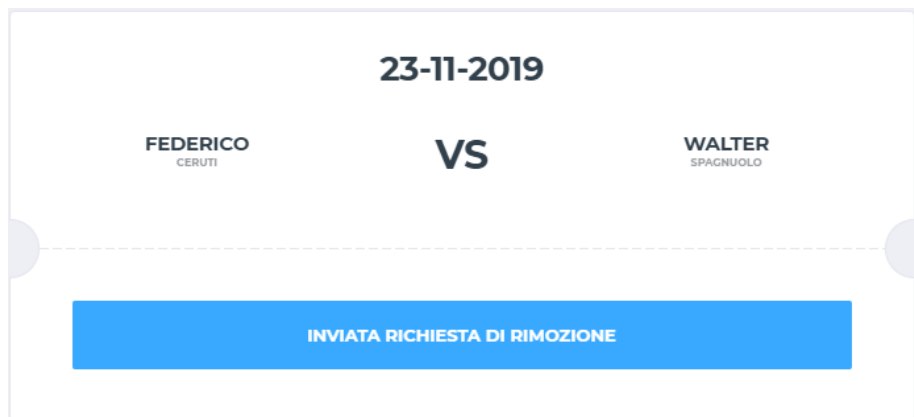 23-11-2019
FEDERICO
CERUTI
VS
WALTER
SPAGNUOLO
INVIATA RICHIESTA DI RIMOZIONE